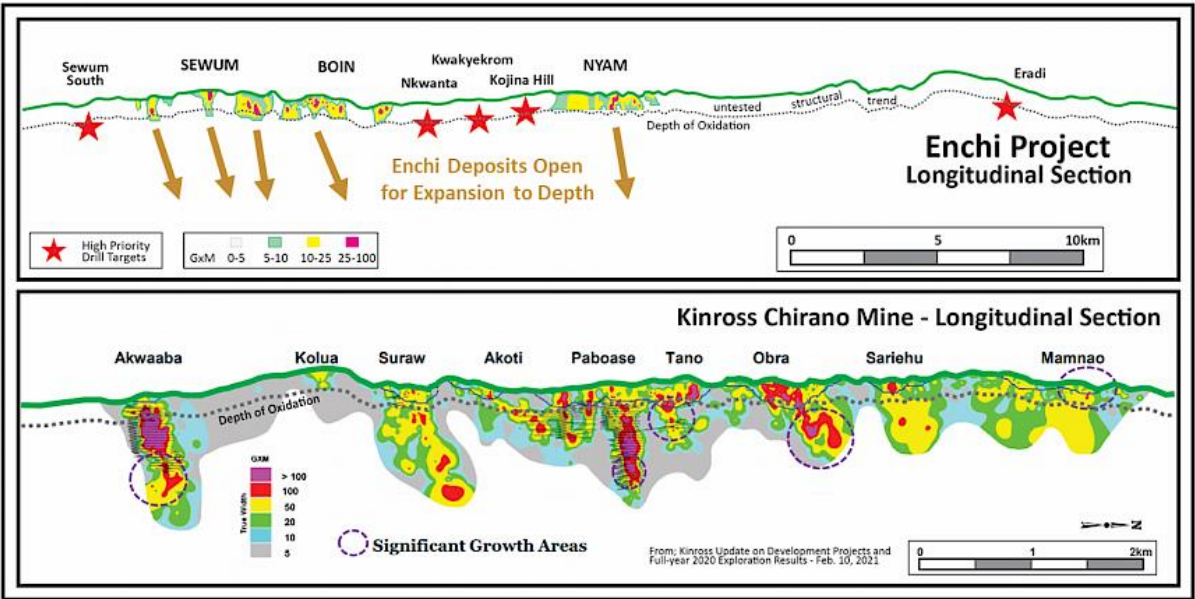 Sewum
South
SEWUM
BOIN
Nkwanta
Kwakyekrom
Kojina Hill
NYAM
Eradi
untested structural trend
Depth of Oxidation
Enchi Project
Longitudinal Section
Enchi Deposits Open
for Expansion to Depth
High Priority
Drill Targets
GxM 0-5 5-10 10-25 25-100
0 5 10km
Kinross Chirano Mine - Longitudinal Section
Akwaaba Kolua Suraw Akoti Paboase Tano Obra Sariehu Mamnao
Depth of Oxidation
GXM
True Width
> 100
100
50
20
10
5
Significant Growth Areas
N
From; Kinross Update on Development Projects and
Full-year 2020 Exploration Results - Feb. 10, 2021
0 1 2km